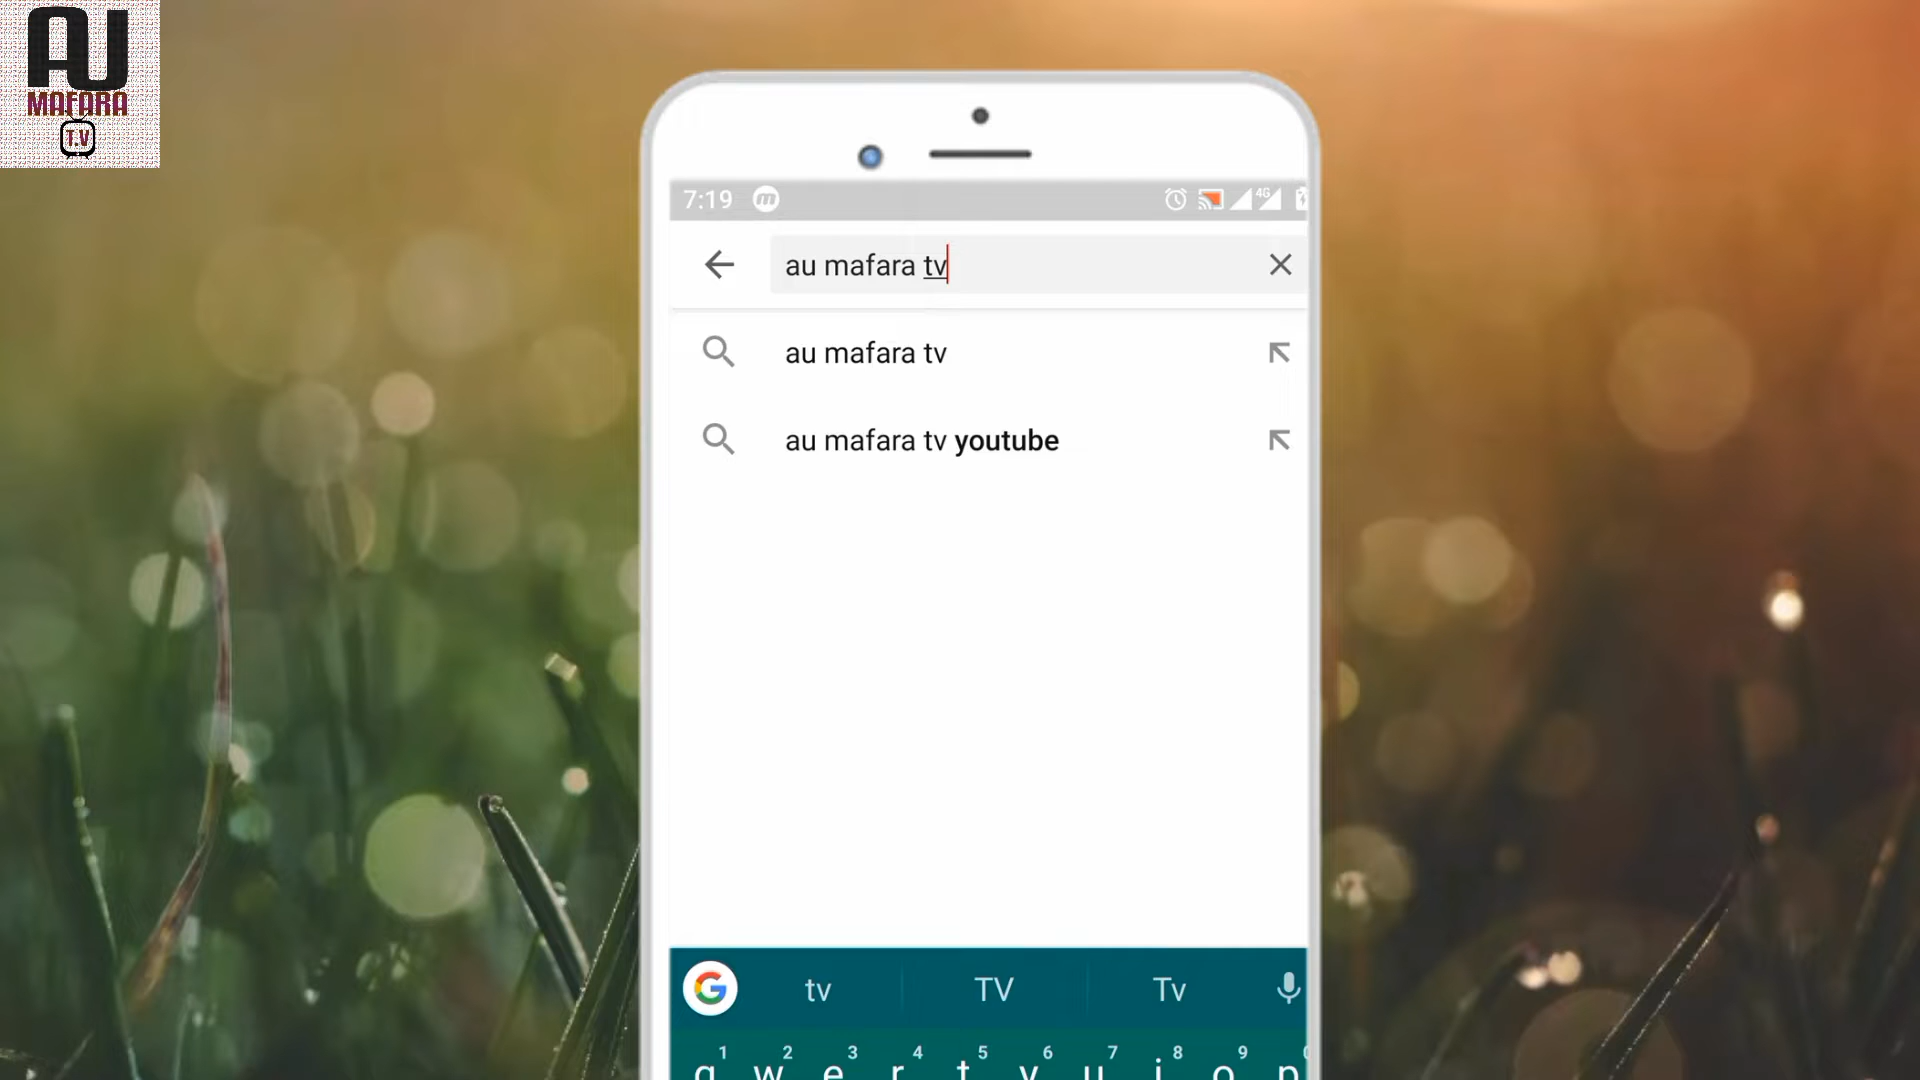 AU
MAFARA
T.V
7:19
4G
au mafara tv
au mafara tv
au mafara tv youtube
G tv TV Tv
1 2 3 4 5 6 7 8 9
q w e r t y u i o p